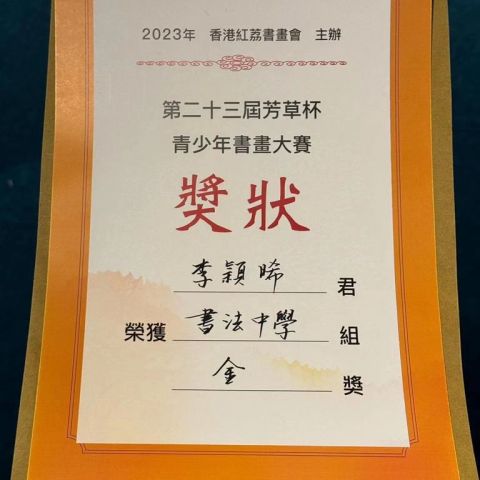 2023年 香港紅荔書畫會 主辦
第二十三屆芳草杯
青少年書畫大賽
獎狀
李穎晞 君
榮獲 書法中學 組
金 獎